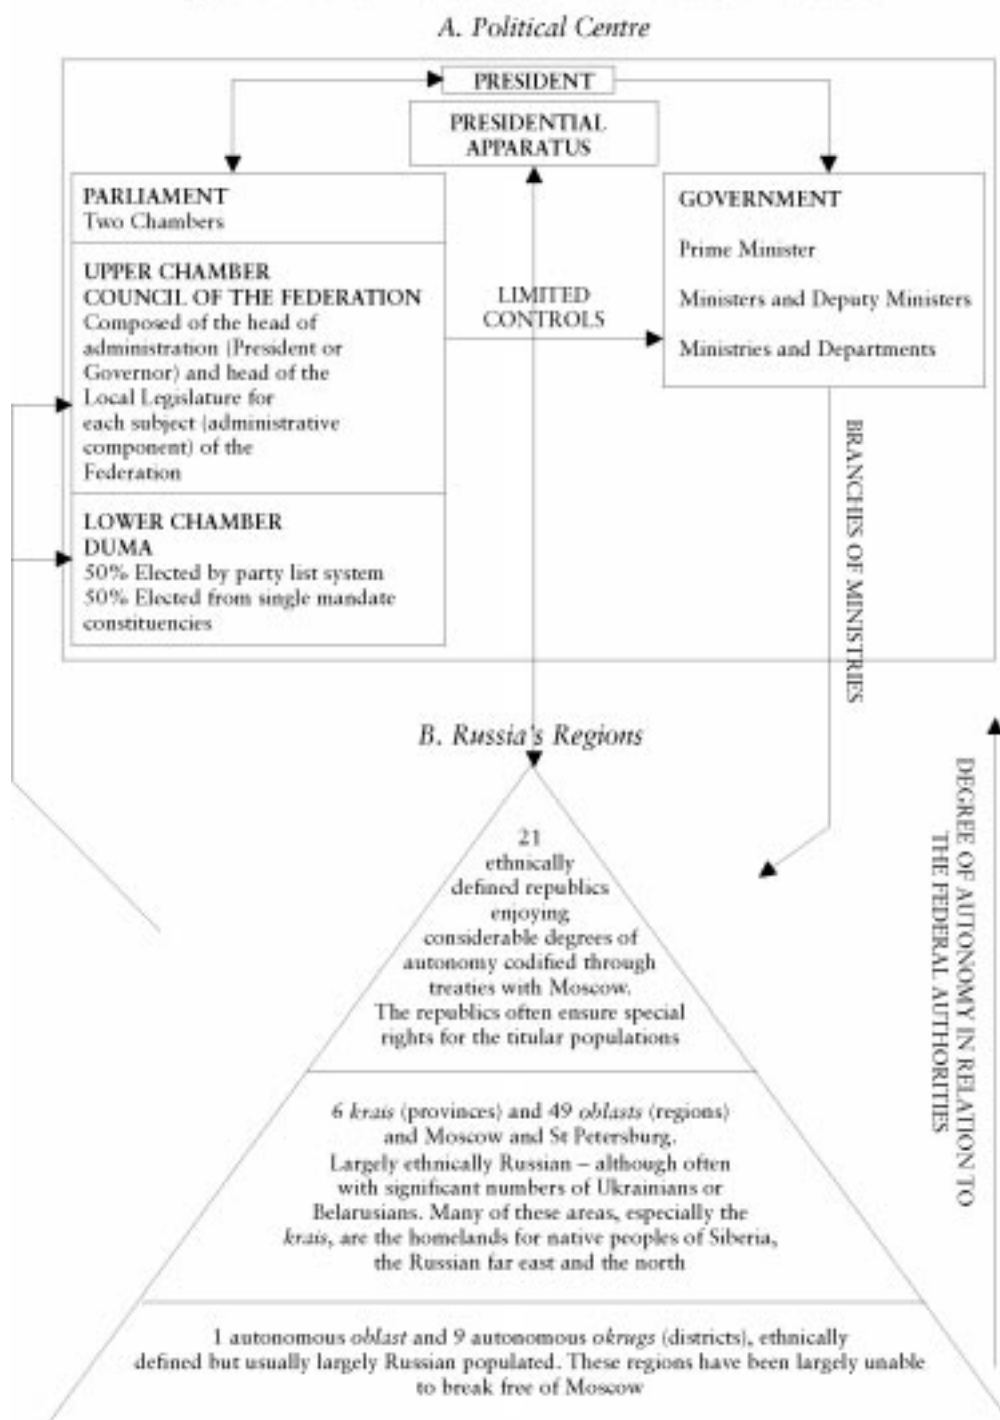 A. Political Centre
PRESIDENT
PRESIDENTIAL
APPARATUS
PARLIAMENT
Two Chambers
UPPER CHAMBER
COUNCIL OF THE FEDERATION
Composed of the head of
administration (President or
Governor) and head of the
Local Legislature for
each subject (administrative
component) of the
Federation
LOWER CHAMBER
DUMA
50% Elected by party list system
50% Elected from single mandate
constituencies
LIMITED
CONTROLS
GOVERNMENT
Prime Minister
Ministers and Deputy Ministers
Ministries and Departments
BRANCHES OF MINISTRIES
B. Russia's Regions
21
ethnically
defined republics
enjoying
considerable degrees of
autonomy codified through
treaties with Moscow.
The republics often ensure special
rights for the titular populations
6 krais (provinces) and 49 oblasts (regions)
and Moscow and St Petersburg.
Largely ethnically Russian – although often
with significant numbers of Ukrainians or
Belarusians. Many of these areas, especially the
krais, are the homelands for native peoples of Siberia,
the Russian far east and the north
1 autonomous oblast and 9 autonomous okrugs (districts), ethnically
defined but usually largely Russian populated. These regions have been largely unable
to break free of Moscow
DEGREE OF AUTONOMY IN RELATION TO
THE FEDERAL AUTHORITIES